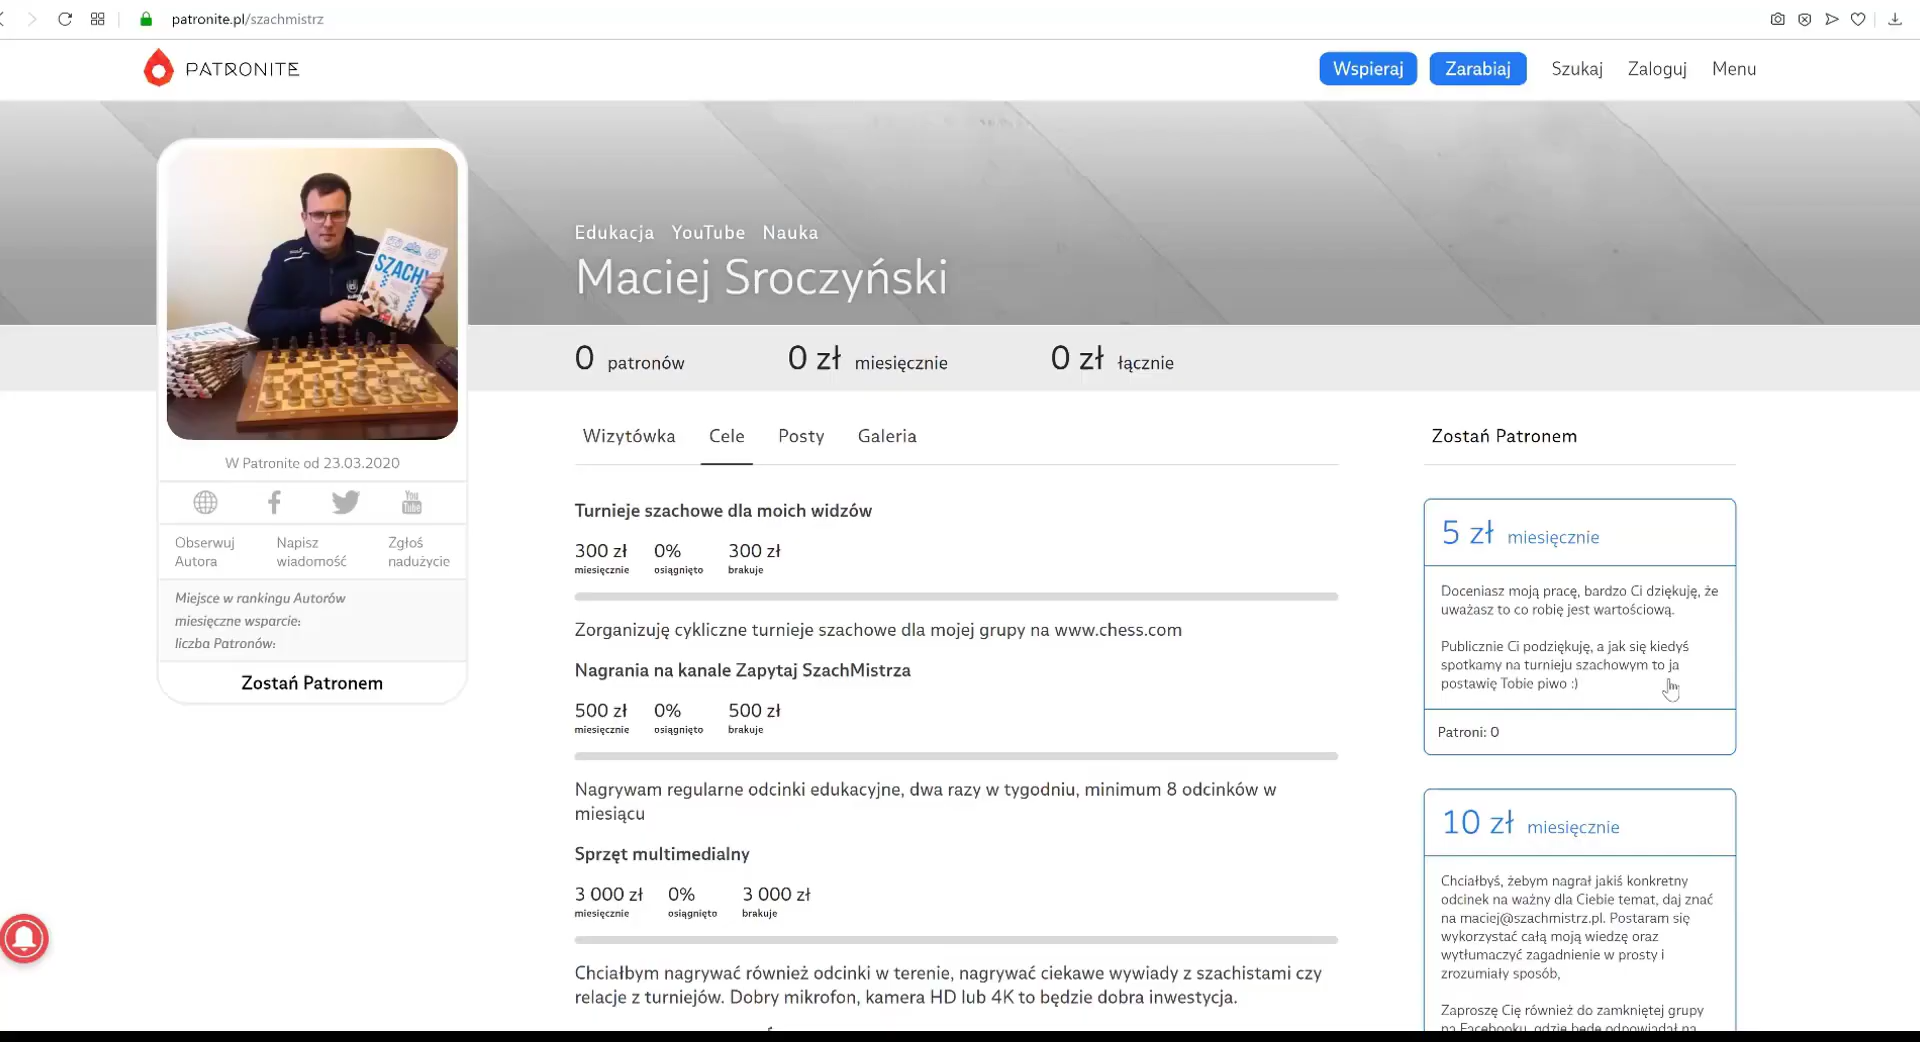 patronite.pl/szachmistrz
PATRONITE
Wspieraj Zarabiaj Szukaj Zaloguj Menu
SZACHY
Edukacja YouTube Nauka
Maciej Sroczyński
0 patronów 0 zł miesięcznie 0 zł łącznie
W Patronite od 23.03.2020
You
Tube
Obserwuj Autora
Napisz wiadomość
Zgłoś nadużycie
Miejsce w rankingu Autorów
miesięczne wsparcie:
liczba Patronów:
Zostań Patronem
Wizytówka Cele Posty Galeria
Turnieje szachowe dla moich widzów
300 zł 0% 300 zł
miesięcznie osiągnięto brakuje
Zorganizuję cykliczne turnieje szachowe dla mojej grupy na www.chess.com
Nagrania na kanale Zapytaj SzachMistrza
500 zł 0% 500 zł
miesięcznie osiągnięto brakuje
Nagrywam regularne odcinki edukacyjne, dwa razy w tygodniu, minimum 8 odcinków w
miesiącu
Sprzęt multimedialny
3 000 zł 0% 3 000 zł
miesięcznie osiągnięto brakuje
Chciałbym nagrywać również odcinki w terenie, nagrywać ciekawe wywiady z szachistami czy
relacje z turniejów. Dobry mikrofon, kamera HD lub 4K to będzie dobra inwestycja.
Zostań Patronem
5 zł miesięcznie
Doceniasz moją pracę, bardzo Ci dziękuję, że
uważasz to co robię jest wartościową.
Publicznie Ci podziękuję, a jak się kiedyś
spotkamy na turnieju szachowym to ja
postawię Tobie piwo :)
Patroni: 0
10 zł miesięcznie
Chciałbyś, żebym nagrał jakiś konkretny
odcinek na ważny dla Ciebie temat, daj znać
na maciej@szachmistrz.pl. Postaram się
wykorzystać całą moją wiedzę oraz
wytłumaczyć zagadnienie w prosty i
zrozumiały sposób,
Zaproszę Cię również do zamkniętej grupy
na Facebooku, gdzie będę odpowiadał na